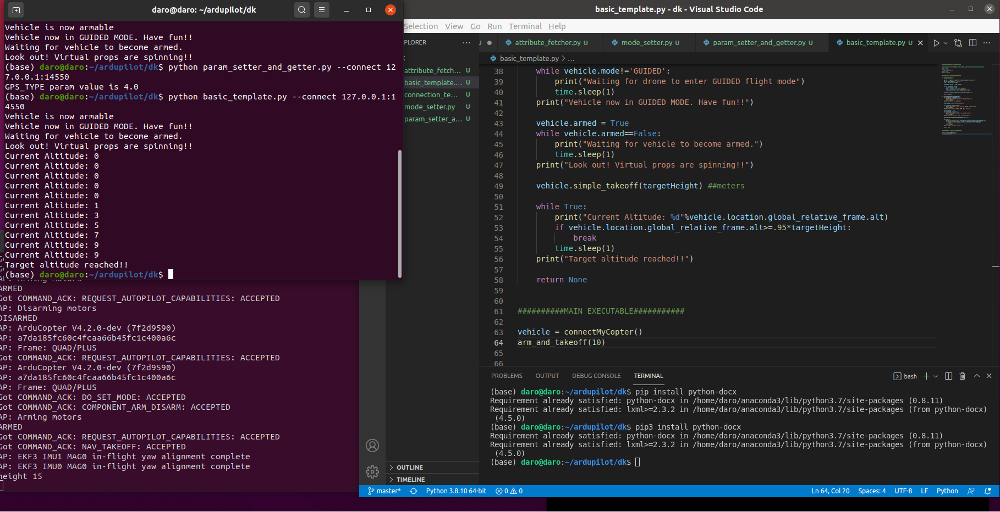 daro@daro: ~/ardupilot/dk
Vehicle is now armable
Vehicle now in GUIDED MODE. Have fun!!
Waiting for vehicle to become armed.
Look out! Virtual props are spinning!!
(base) daro@daro:~/ardupilot/dk$ python param_setter_and_getter.py --connect 12
7.0.0.1:14550
GPS_TYPE param value is 4.0
(base) daro@daro:~/ardupilot/dk$ python basic_template.py --connect 127.0.0.1:1
4550
Vehicle is now armable
Vehicle now in GUIDED MODE. Have fun!!
Waiting for vehicle to become armed.
Look out! Virtual props are spinning!!
Current Altitude: 0
Current Altitude: 0
Current Altitude: 0
Current Altitude: 0
Current Altitude: 0
Current Altitude: 1
Current Altitude: 3
Current Altitude: 5
Current Altitude: 7
Current Altitude: 9
Current Altitude: 9
Target altitude reached!!
(base) daro@daro:~/ardupilot/dk$
ARMED
Got COMMAND_ACK: REQUEST_AUTOPILOT_CAPABILITIES: ACCEPTED
AP: Disarming motors
DISARMED
AP: ArduCopter V4.2.0-dev (7f2d9590)
AP: a7da185fc60c4fcaa66b45fc1c400a6c
AP: Frame: QUAD/PLUS
Got COMMAND_ACK: REQUEST_AUTOPILOT_CAPABILITIES: ACCEPTED
AP: ArduCopter V4.2.0-dev (7f2d9590)
AP: a7da185fc60c4fcaa66b45fc1c400a6c
AP: Frame: QUAD/PLUS
Got COMMAND_ACK: DO_SET_MODE: ACCEPTED
Got COMMAND_ACK: COMPONENT_ARM_DISARM: ACCEPTED
AP: Arming motors
ARMED
Got COMMAND_ACK: REQUEST_AUTOPILOT_CAPABILITIES: ACCEPTED
Got COMMAND_ACK: NAV_TAKEOFF: ACCEPTED
AP: EKF3 IMU1 MAG0 in-flight yaw alignment complete
AP: EKF3 IMU0 MAG0 in-flight yaw alignment complete
height 15
basic_template.py - dk - Visual Studio Code
Selection View Go Run Terminal Help
PLORER ...
attribute_fetch... U
basic_template.... U
connection_te... U
mode_setter.py U
param_setter_a... U
OUTLINE
TIMELINE
U attribute_fetcher.py U mode_setter.py U param_setter_and_getter.py U basic_template.py U
basic_template.py > ...
38 while vehicle.mode!='GUIDED':
39 print("Waiting for drone to enter GUIDED flight mode")
40 time.sleep(1)
41 print("Vehicle now in GUIDED MODE. Have fun!!")
42
43 vehicle.armed = True
44 while vehicle.armed==False:
45 print("Waiting for vehicle to become armed.")
46 time.sleep(1)
47 print("Look out! Virtual props are spinning!!")
48
49 vehicle.simple_takeoff(targetHeight) ##meters
50
51 while True:
52 print("Current Altitude: %d"%vehicle.location.global_relative_frame.alt)
53 if vehicle.location.global_relative_frame.alt>=.95*targetHeight:
54 break
55 time.sleep(1)
56 print("Target altitude reached!!")
57
58 return None
59
60
61 ##########MAIN EXECUTABLE###########
62
63 vehicle = connectMyCopter()
64 arm_and_takeoff(10)
65
66
PROBLEMS OUTPUT DEBUG CONSOLE TERMINAL
bash
(base) daro@daro:~/ardupilot/dk$ pip install python-docx
Requirement already satisfied: python-docx in /home/daro/anaconda3/lib/python3.7/site-packages (0.8.11)
Requirement already satisfied: lxml>=2.3.2 in /home/daro/anaconda3/lib/python3.7/site-packages (from python-docx)
(4.5.0)
(base) daro@daro:~/ardupilot/dk$ pip3 install python-docx
Requirement already satisfied: python-docx in /home/daro/anaconda3/lib/python3.7/site-packages (0.8.11)
Requirement already satisfied: lxml>=2.3.2 in /home/daro/anaconda3/lib/python3.7/site-packages (from python-docx)
(4.5.0)
(base) daro@daro:~/ardupilot/dk$
master* Python 3.8.10 64-bit 0 0 Ln 64, Col 20 Spaces: 4 UTF-8 LF Python